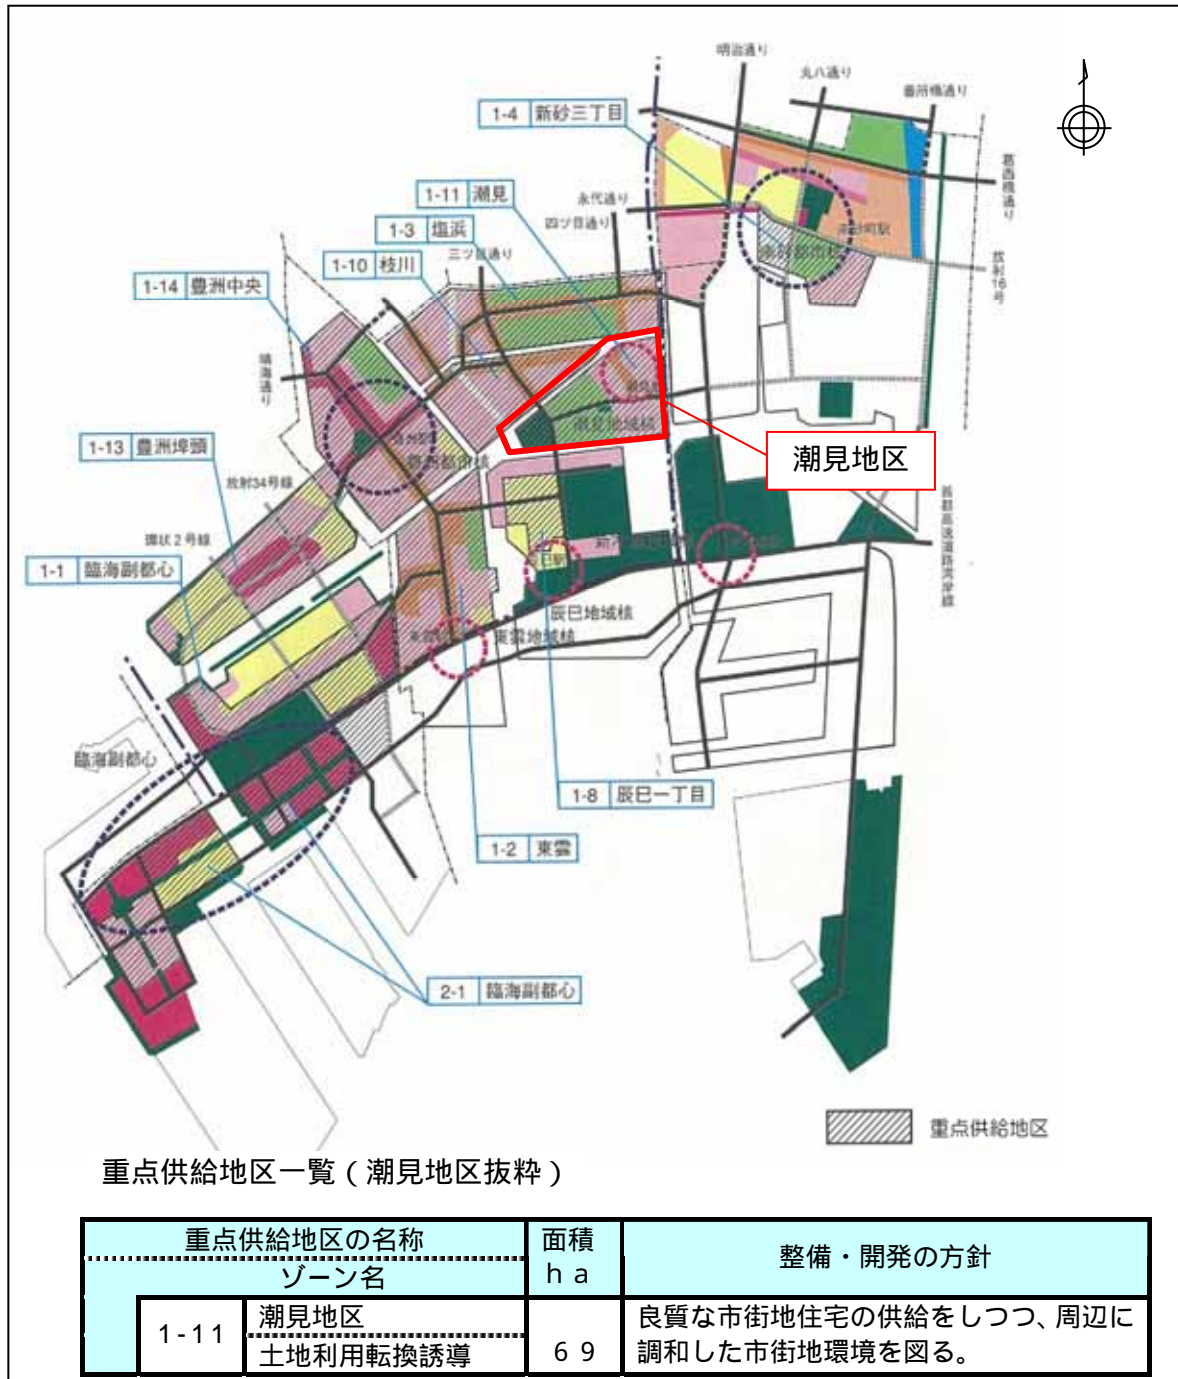 明治通り
丸八通り
番所橋通り
1-4 新砂三丁目
葛西橋通り
1-11 潮見
永代通り
四ツ目通り
1-3 塩浜
三ツ目通り
1-10 枝川
南砂町駅
放射16号
1-14 豊洲中央
晴海通り
潮見地域核
潮見地区
1-13 豊洲埠頭
放射34号線
環状2号線
首都高速道路湾岸線
1-1 臨海副都心
辰巳地域核
東雲地域核
臨海副都心
1-8 辰巳一丁目
1-2 東雲
2-1 臨海副都心
重点供給地区
重点供給地区一覧(潮見地区抜粋)
重点供給地区の名称
ゾーン名
面積
ha
整備・開発の方針
1-11
潮見地区
土地利用転換誘導
69
良質な市街地住宅の供給をしつつ、周辺に
調和した市街地環境を図る。